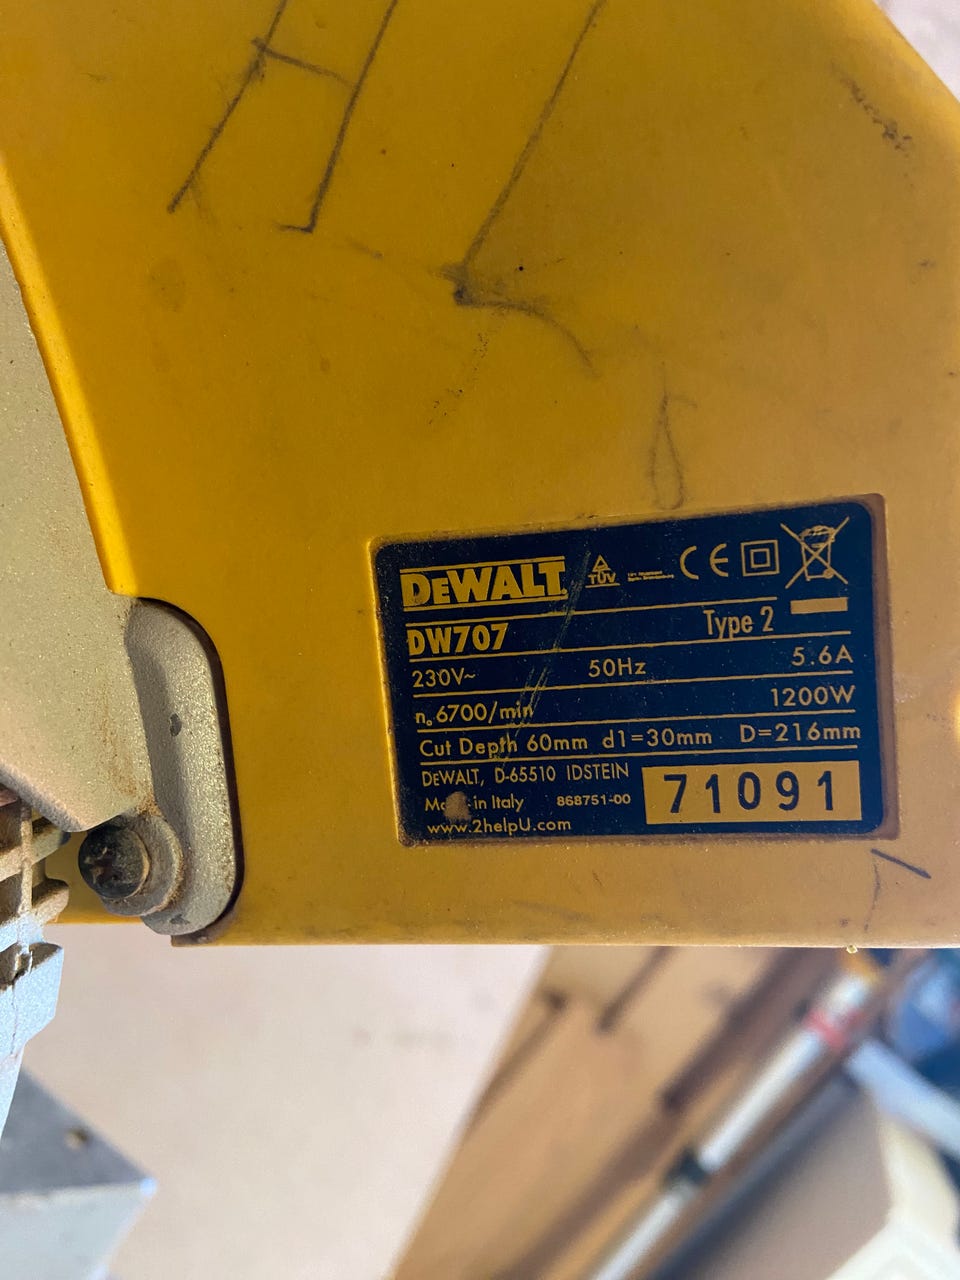 DEWALT
TÜV CE
DW707 Type 2
230V~ 50Hz 5.6A
n₀ 6700/min 1200W
Cut Depth 60mm d1=30mm D=216mm
DEWALT, D-65510 IDSTEIN
Made in Italy 868751-00 71091
www.2helpU.com